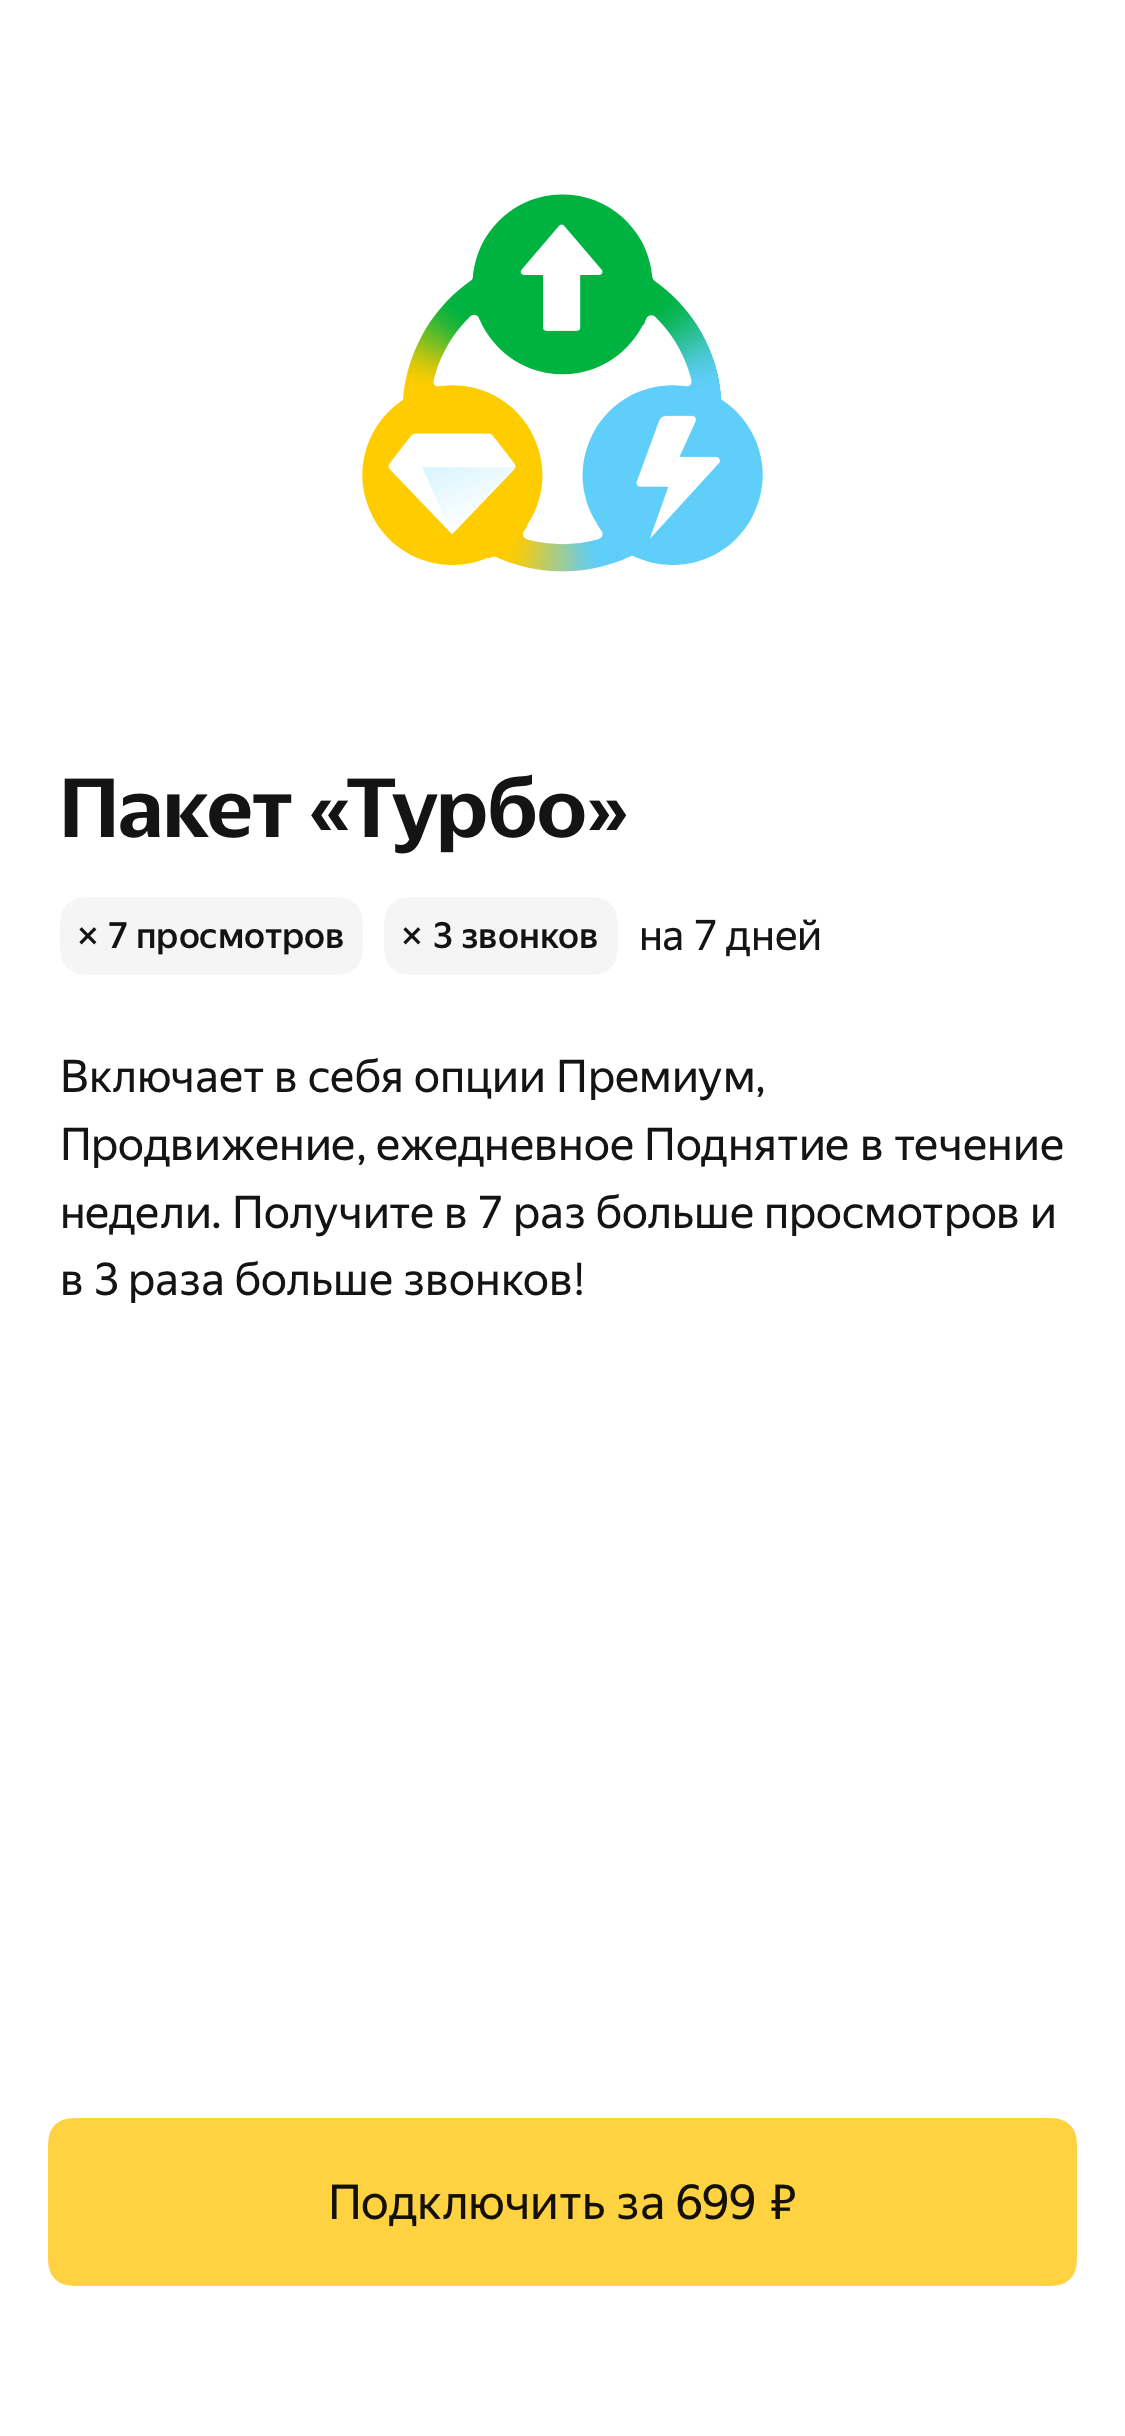 Пакет «Турбо»
× 7 просмотров × 3 звонков на 7 дней
Включает в себя опции Премиум,
Продвижение, ежедневное Поднятие в течение
недели. Получите в 7 раз больше просмотров и
в 3 раза больше звонков!
Подключить за 699 ₽